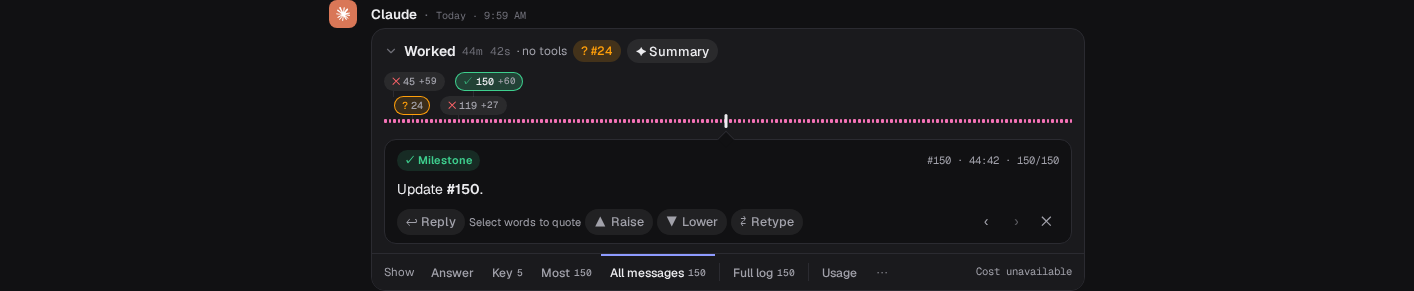 Claude · Today · 9:59 AM
Worked 44m 42s · no tools ? #24 ✦ Summary
× 45 +59 ✓ 150 +60
? 24 × 119 +27
✓ Milestone #150 · 44:42 · 150/150
Update #150.
↩ Reply Select words to quote ▲ Raise ▼ Lower ⇄ Retype ‹ › ×
Show Answer Key 5 Most 150 All messages 150 Full log 150 Usage ··· Cost unavailable